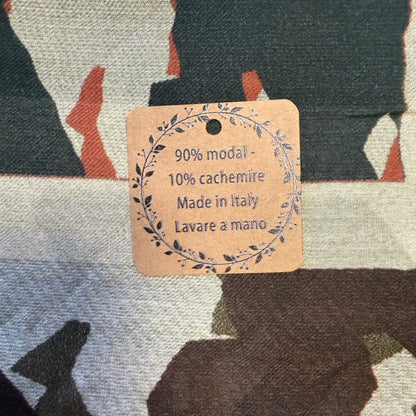 90% modal -
10% cachemire
Made in Italy
Lavare a mano